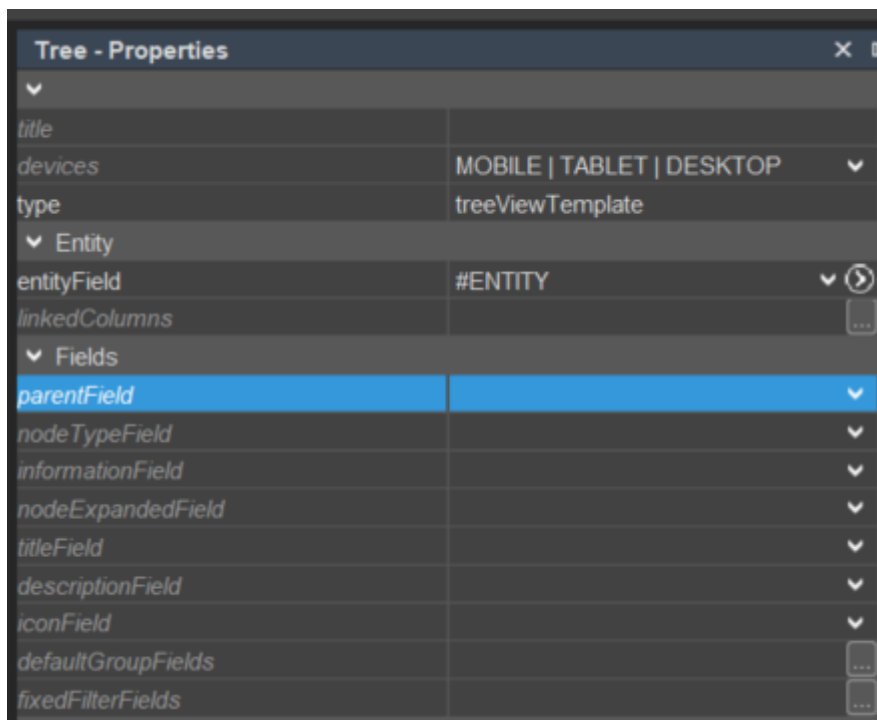 Tree - Properties
title
devices MOBILE | TABLET | DESKTOP
type treeViewTemplate
Entity
entityField #ENTITY
linkedColumns ...
Fields
parentField
nodeTypeField
informationField
nodeExpandedField
titleField
descriptionField
iconField
defaultGroupFields ...
fixedFilterFields ...